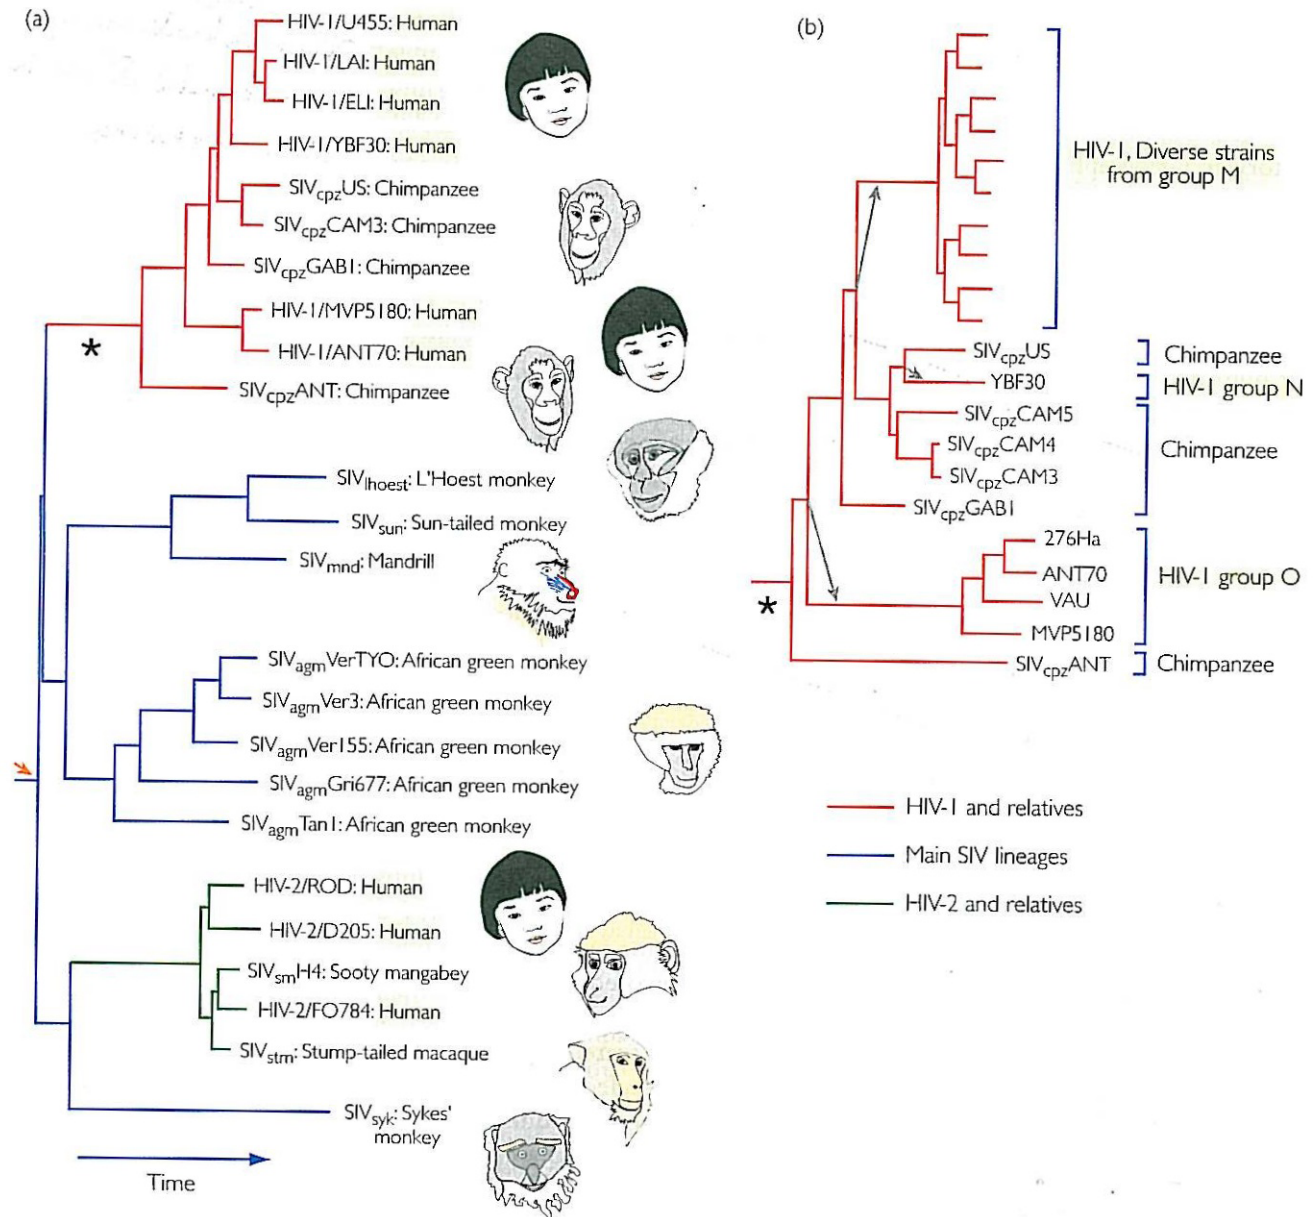 (a)
HIV-1/U455: Human
HIV-1/LAI: Human
HIV-1/ELI: Human
HIV-1/YBF30: Human
SIVcpzUS: Chimpanzee
SIVcpzCAM3: Chimpanzee
SIVcpzGAB1: Chimpanzee
HIV-1/MVP5180: Human
HIV-1/ANT70: Human
*
SIVcpzANT: Chimpanzee
SIVlhoest: L'Hoest monkey
SIVsun: Sun-tailed monkey
SIVmnd: Mandrill
SIVagmVerTYO: African green monkey
SIVagmVer3: African green monkey
SIVagmVer155: African green monkey
SIVagmGri677: African green monkey
SIVagmTan1: African green monkey
HIV-2/ROD: Human
HIV-2/D205: Human
SIVsmH4: Sooty mangabey
HIV-2/FO784: Human
SIVstm: Stump-tailed macaque
SIVsyk: Sykes'
monkey
Time
(b)
HIV-1, Diverse strains
from group M
SIVcpzUS
Chimpanzee
YBF30
HIV-1 group N
SIVcpzCAM5
SIVcpzCAM4
Chimpanzee
SIVcpzCAM3
SIVcpzGAB1
276Ha
ANT70
HIV-1 group O
VAU
*
MVP5180
SIVcpzANT
Chimpanzee
HIV-1 and relatives
Main SIV lineages
HIV-2 and relatives